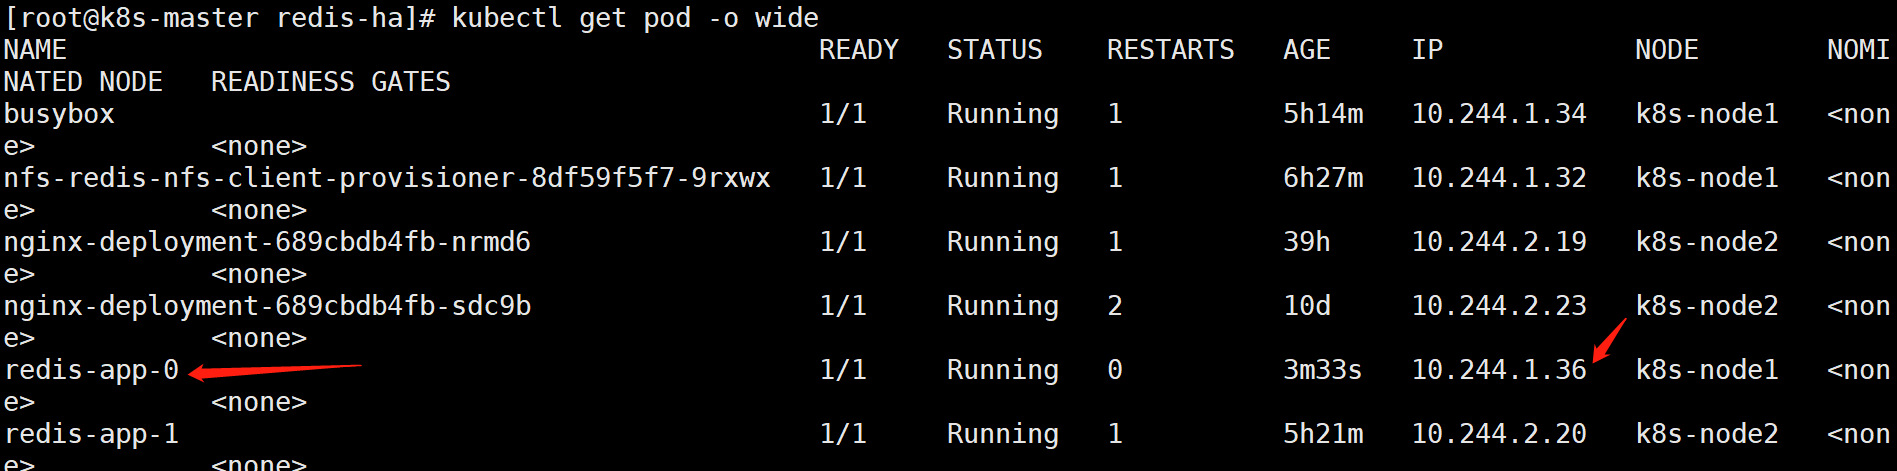 [root@k8s-master redis-ha]# kubectl get pod -o wide
NAME READY STATUS RESTARTS AGE IP NODE NOMI
NATED NODE READINESS GATES
busybox 1/1 Running 1 5h14m 10.244.1.34 k8s-node1 <non
e> <none>
nfs-redis-nfs-client-provisioner-8df59f5f7-9rxwx 1/1 Running 1 6h27m 10.244.1.32 k8s-node1 <non
e> <none>
nginx-deployment-689cbdb4fb-nrmd6 1/1 Running 1 39h 10.244.2.19 k8s-node2 <non
e> <none>
nginx-deployment-689cbdb4fb-sdc9b 1/1 Running 2 10d 10.244.2.23 k8s-node2 <non
e> <none>
redis-app-0 1/1 Running 0 3m33s 10.244.1.36 k8s-node1 <non
e> <none>
redis-app-1 1/1 Running 1 5h21m 10.244.2.20 k8s-node2 <non
e> <none>